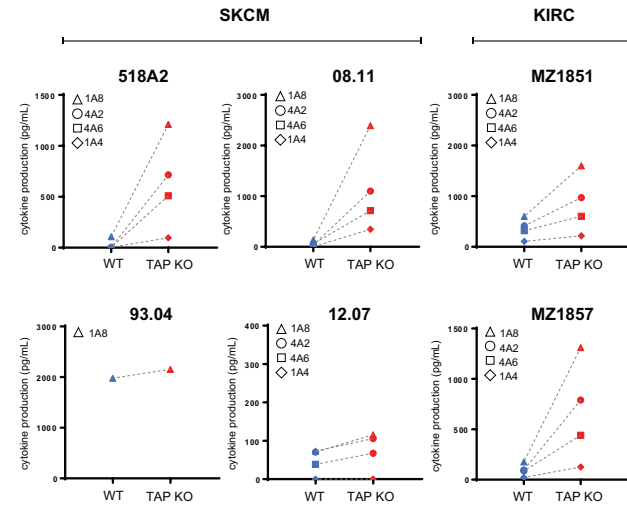 SKCM
KIRC
518A2
08.11
MZ1851
1500
1000
500
0
cytokine production (pg/mL)
1A8
4A2
4A6
1A4
WT
TAP KO
3000
2000
1000
0
cytokine production (pg/mL)
1A8
4A2
4A6
1A4
WT
TAP KO
3000
2000
1000
0
cytokine production (pg/mL)
1A8
4A2
4A6
1A4
WT
TAP KO
93.04
12.07
MZ1857
3000
2000
1000
0
cytokine production (pg/mL)
1A8
WT
TAP KO
400
300
200
100
0
cytokine production (pg/mL)
1A8
4A2
4A6
1A4
WT
TAP KO
1500
1000
500
0
cytokine production (pg/mL)
1A8
4A2
4A6
1A4
WT
TAP KO